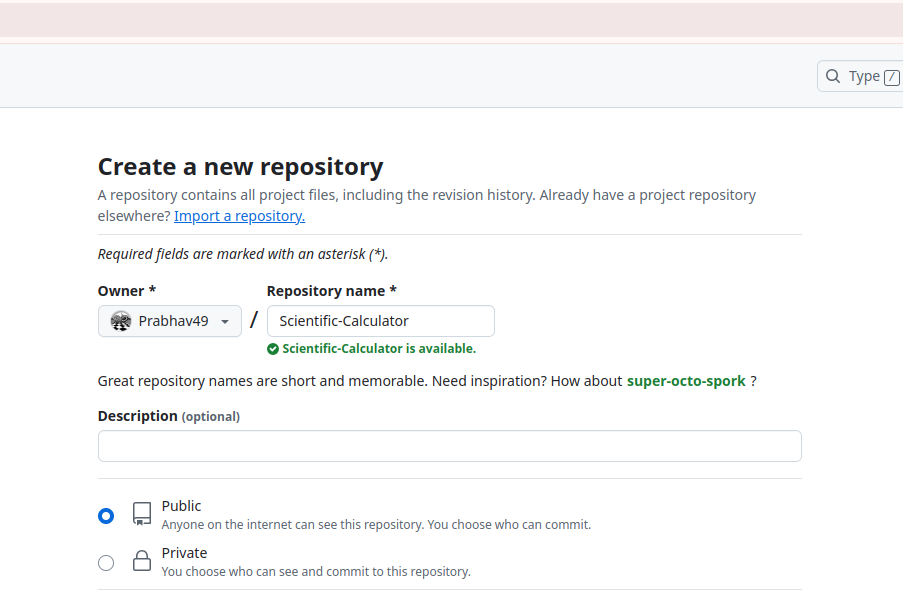 Type /
Create a new repository
A repository contains all project files, including the revision history. Already have a project repository
elsewhere? Import a repository.
Required fields are marked with an asterisk (*).
Owner * Repository name *
Prabhav49 / Scientific-Calculator
Scientific-Calculator is available.
Great repository names are short and memorable. Need inspiration? How about super-octo-spork ?
Description (optional)
Public
Anyone on the internet can see this repository. You choose who can commit.
Private
You choose who can see and commit to this repository.